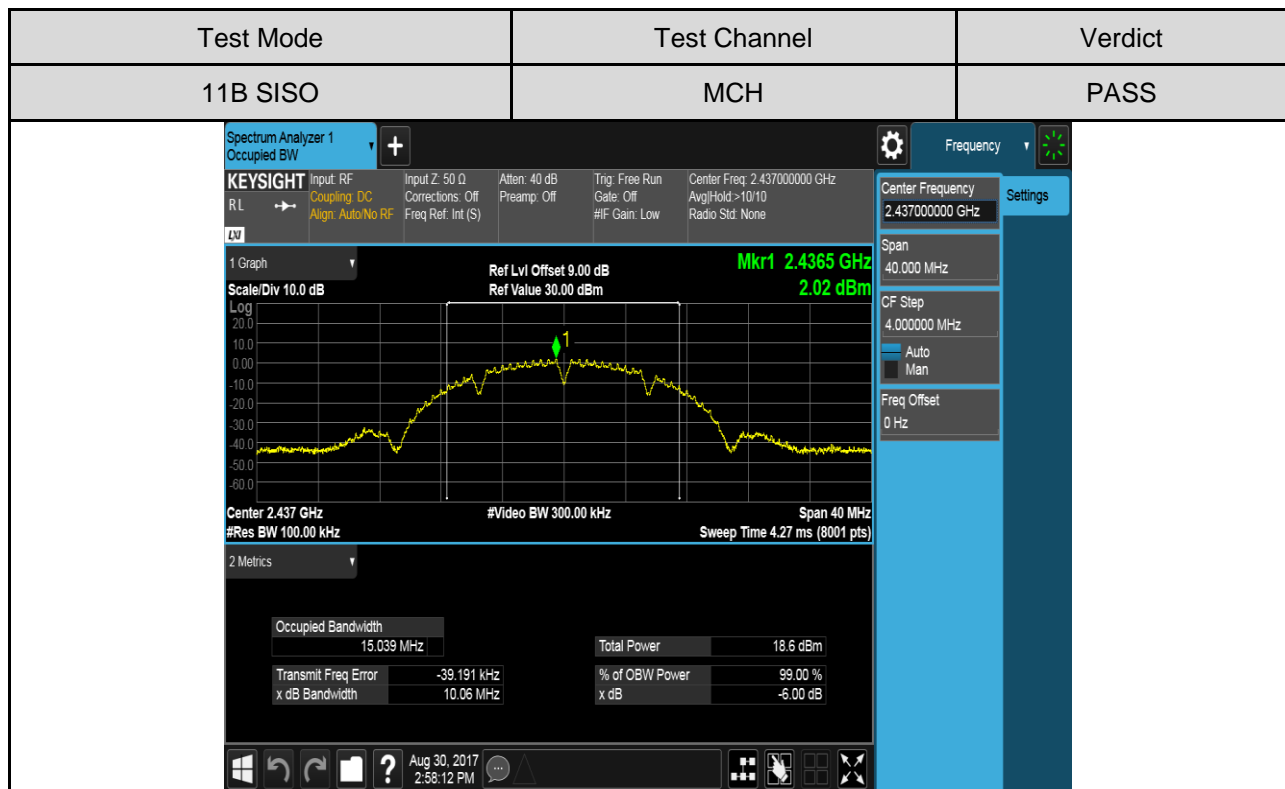 Test Mode Test Channel Verdict
11B SISO MCH PASS
Spectrum Analyzer 1
Occupied BW
Frequency
KEYSIGHT Input: RF Input Z: 50 Ω Atten: 40 dB Trig: Free Run Center Freq: 2.437000000 GHz
RL Coupling: DC Corrections: Off Preamp: Off Gate: Off Avg|Hold:>10/10
Align: Auto/No RF Freq Ref: Int (S) #IF Gain: Low Radio Std: None
LXI
Center Frequency
2.437000000 GHz
Settings
Span
40.000 MHz
CF Step
4.000000 MHz
Auto
Man
Freq Offset
0 Hz
1 Graph Ref Lvl Offset 9.00 dB Mkr1 2.4365 GHz
Scale/Div 10.0 dB Ref Value 30.00 dBm 2.02 dBm
Log
20.0
10.0
1
0.00
-10.0
-20.0
-30.0
-40.0
-50.0
-60.0
Center 2.437 GHz #Video BW 300.00 kHz Span 40 MHz
#Res BW 100.00 kHz Sweep Time 4.27 ms (8001 pts)
2 Metrics
Occupied Bandwidth
15.039 MHz Total Power 18.6 dBm
Transmit Freq Error -39.191 kHz % of OBW Power 99.00 %
x dB Bandwidth 10.06 MHz x dB -6.00 dB
? Aug 30, 2017
2:58:12 PM